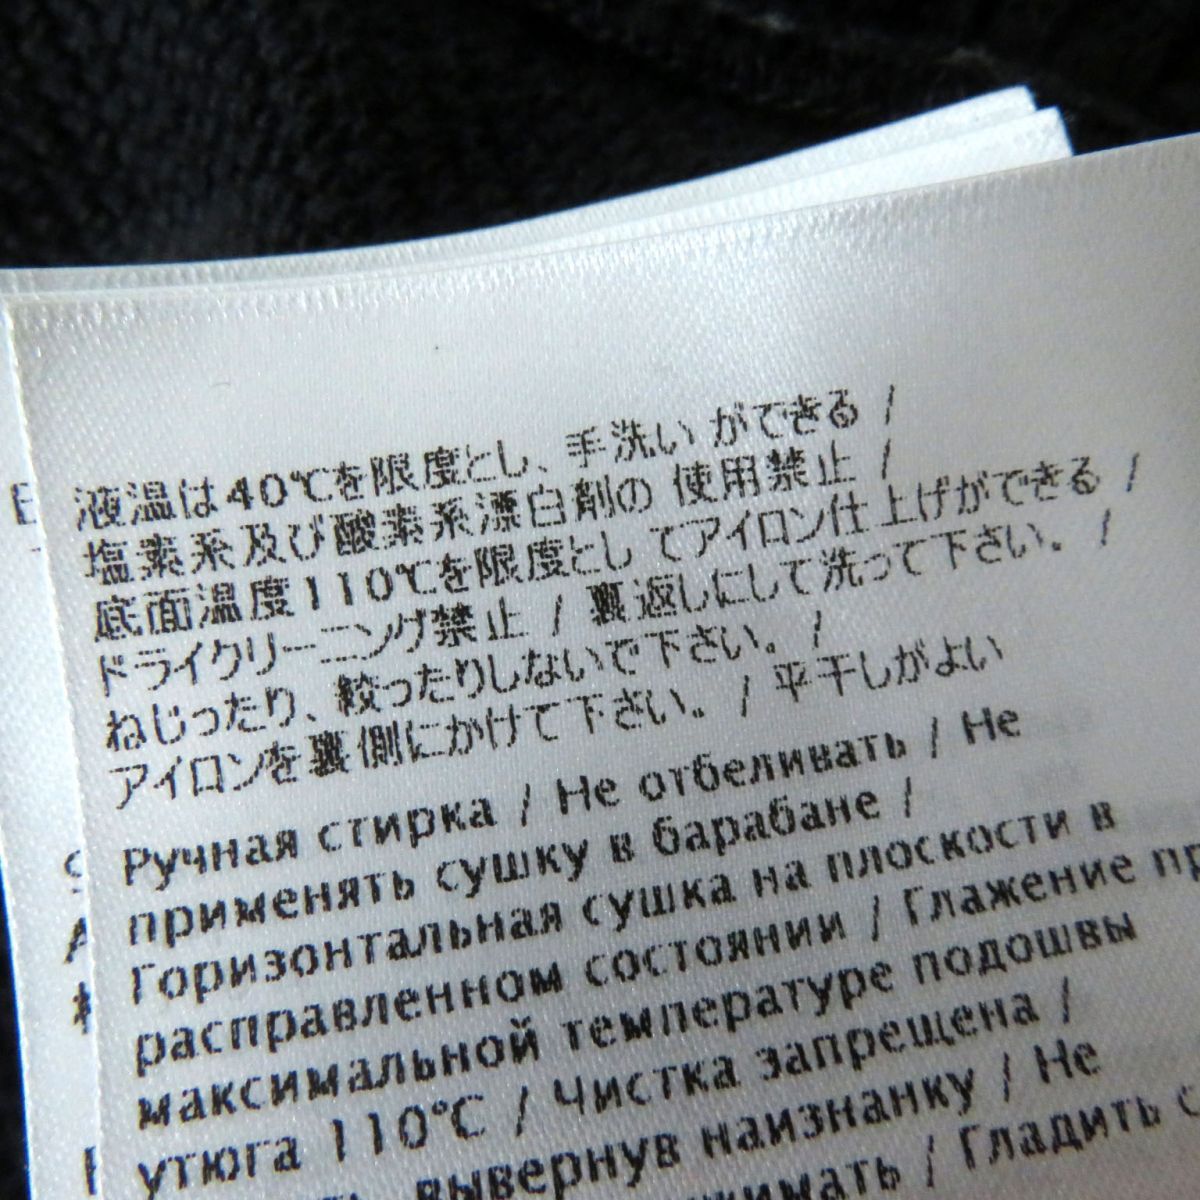 液温は40℃を限度とし、手洗い ができる /
塩素系及び酸素系漂白剤の 使用禁止 /
底面温度110℃を限度とし てアイロン仕 上げができる /
ドライクリーニング禁止 / 裏返しにして洗って下さい。 /
ねじったり、絞ったりしないで下さい。 /
アイロンを裏側にかけて下さい。 / 平干しがよい
Ручная стирка / Не отбеливать / Не
применять сушку в барабане /
Горизонтальная сушка на плоскости в
расправленном состоянии / Глажение пр
максимальной температуре подошвы
утюга 110°C / Чистка запрещена /
вывернув наизнанку / Не
жимать / Гладить с